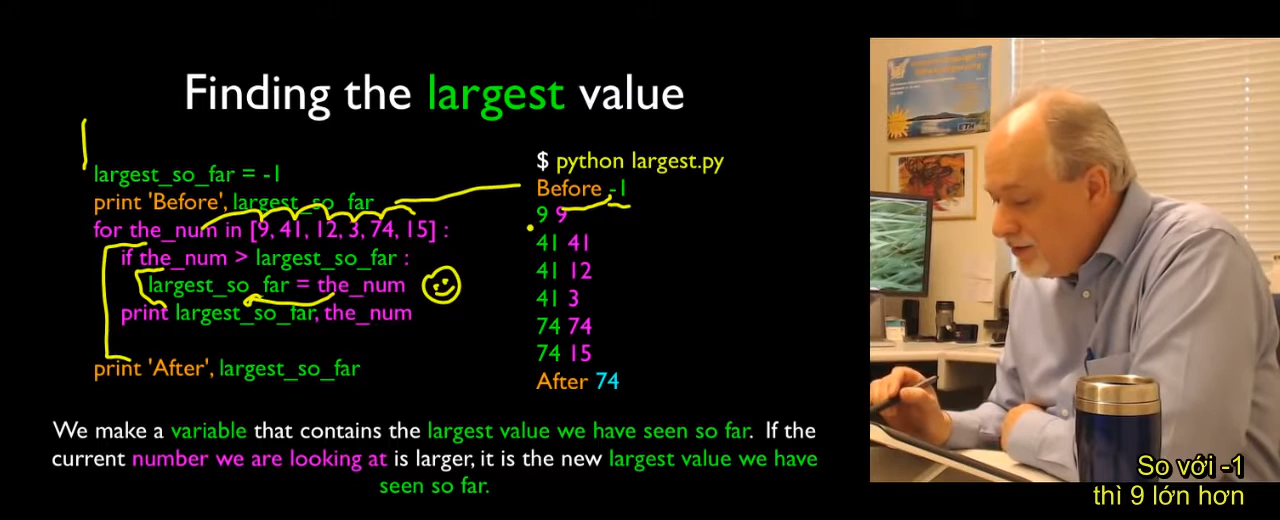 Finding the largest value
largest_so_far = -1
print 'Before', largest_so_far
for the_num in [9, 41, 12, 3, 74, 15] :
if the_num > largest_so_far :
largest_so_far = the_num
print largest_so_far, the_num
print 'After', largest_so_far
$ python largest.py
Before -1
9 9
41 41
41 12
41 3
74 74
74 15
After 74
We make a variable that contains the largest value we have seen so far. If the
current number we are looking at is larger, it is the new largest value we have
seen so far.
ETH
So với -1
thì 9 lớn hơn